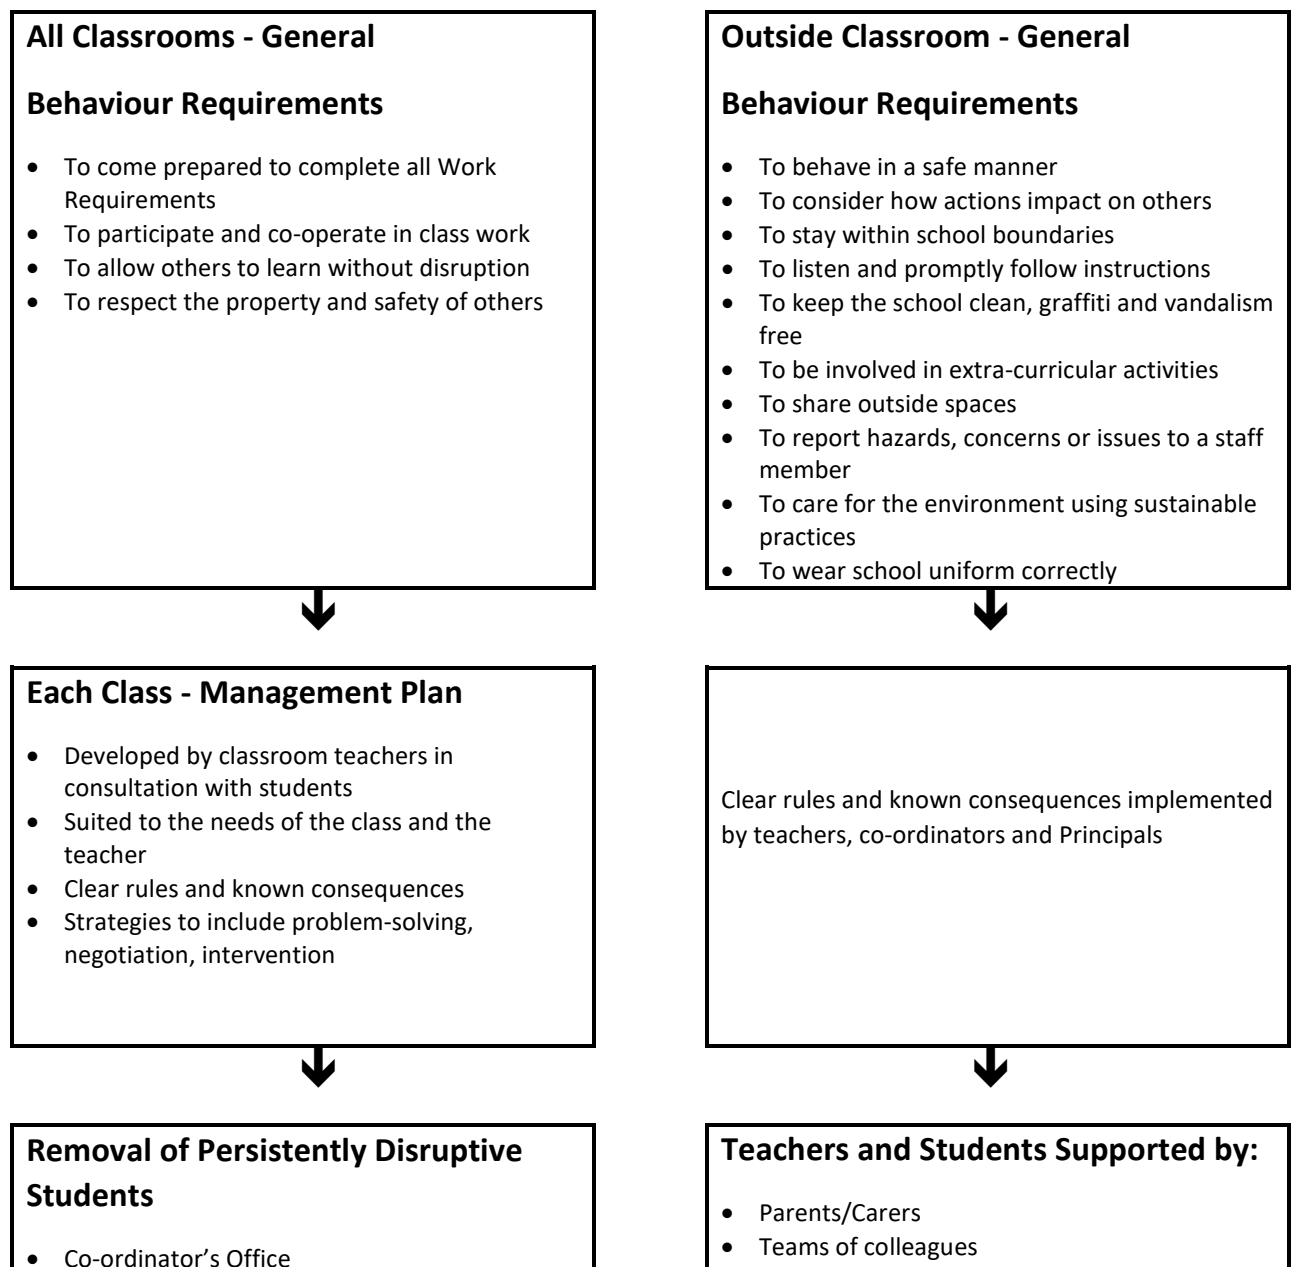 All Classrooms - General
Behaviour Requirements
• To come prepared to complete all Work
Requirements
• To participate and co-operate in class work
• To allow others to learn without disruption
• To respect the property and safety of others
Outside Classroom - General
Behaviour Requirements
• To behave in a safe manner
• To consider how actions impact on others
• To stay within school boundaries
• To listen and promptly follow instructions
• To keep the school clean, graffiti and vandalism
free
• To be involved in extra-curricular activities
• To share outside spaces
• To report hazards, concerns or issues to a staff
member
• To care for the environment using sustainable
practices
• To wear school uniform correctly
Each Class - Management Plan
• Developed by classroom teachers in
consultation with students
• Suited to the needs of the class and the
teacher
• Clear rules and known consequences
• Strategies to include problem-solving,
negotiation, intervention
Clear rules and known consequences implemented
by teachers, co-ordinators and Principals
Removal of Persistently Disruptive
Students
• Co-ordinator’s Office
Teachers and Students Supported by:
• Parents/Carers
• Teams of colleagues